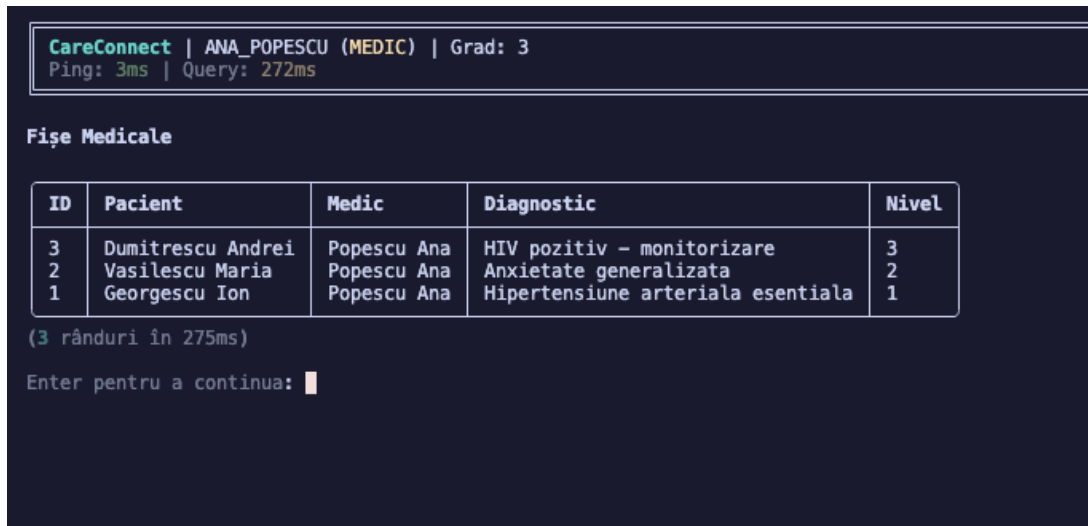 CareConnect | ANA_POPESCU (MEDIC) | Grad: 3
Ping: 3ms | Query: 272ms
Fișe Medicale
ID Pacient Medic Diagnostic Nivel
3 Dumitrescu Andrei Popescu Ana HIV pozitiv – monitorizare 3
2 Vasilescu Maria Popescu Ana Anxietate generalizata 2
1 Georgescu Ion Popescu Ana Hipertensiune arteriala esentiala 1
(3 rânduri în 275ms)
Enter pentru a continua: